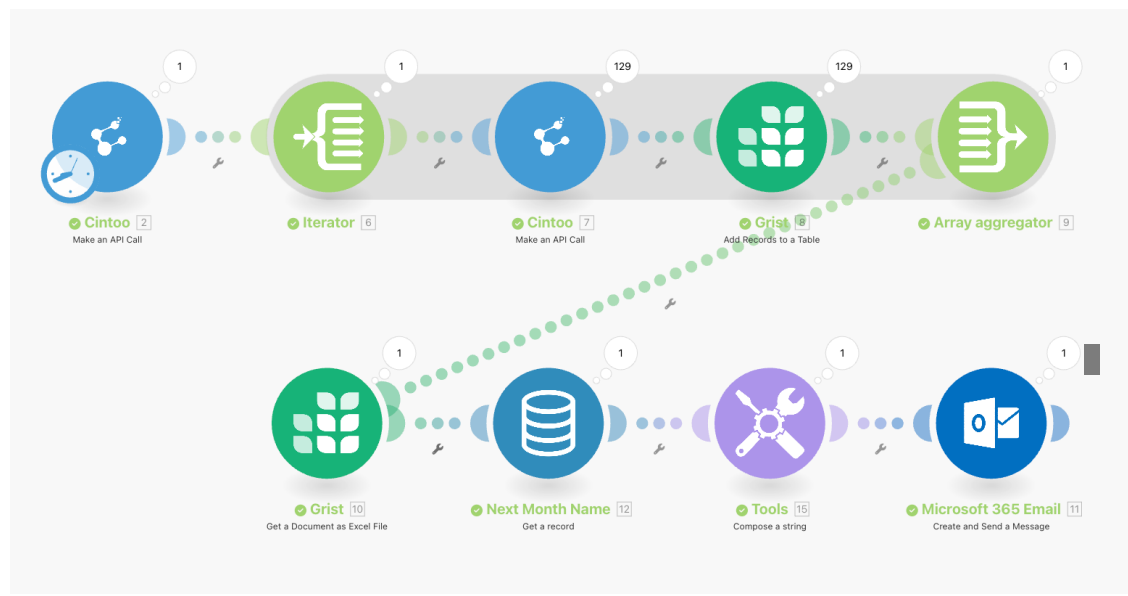 1
1
129
129
1
Cintoo 2
Make an API Call
Iterator 6
Cintoo 7
Make an API Call
Grist 8
Add Records to a Table
Array aggregator 9
1
1
1
1
Grist 10
Get a Document as Excel File
Next Month Name 12
Get a record
Tools 15
Compose a string
Microsoft 365 Email 11
Create and Send a Message